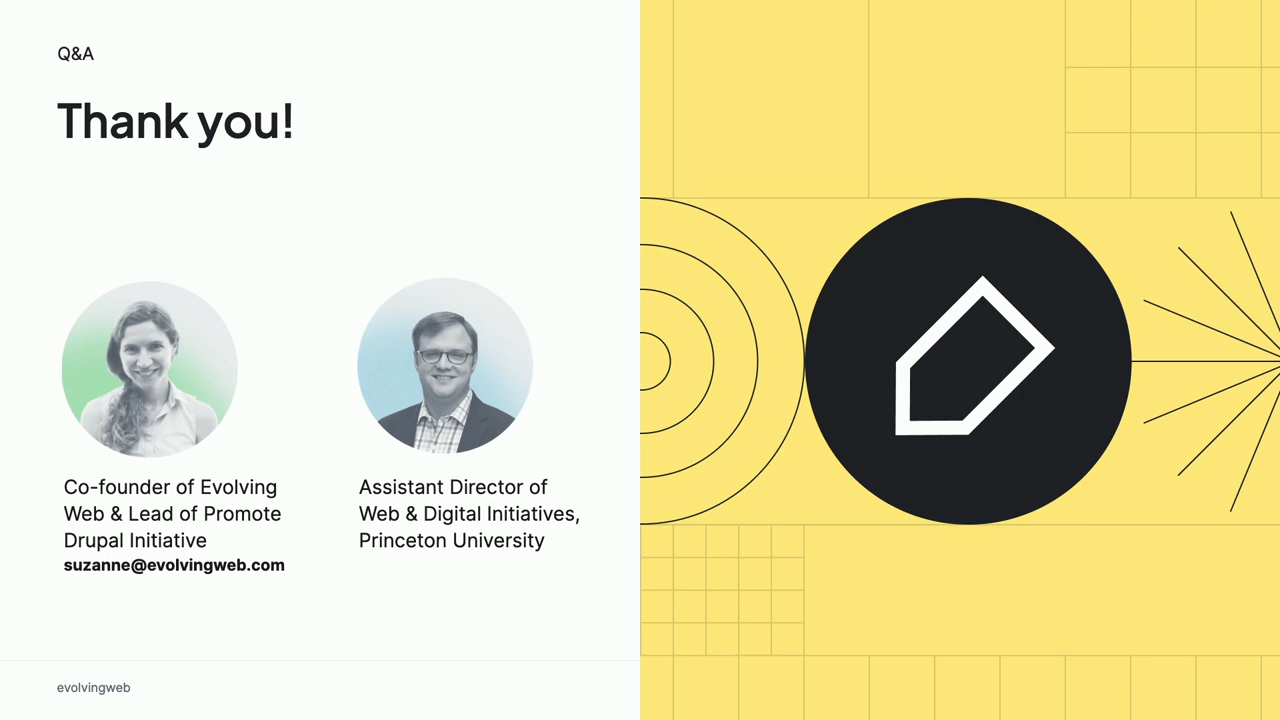 Q&A
Thank you!
Co-founder of Evolving
Web & Lead of Promote
Drupal Initiative
suzanne@evolvingweb.com
Assistant Director of
Web & Digital Initiatives,
Princeton University
evolvingweb